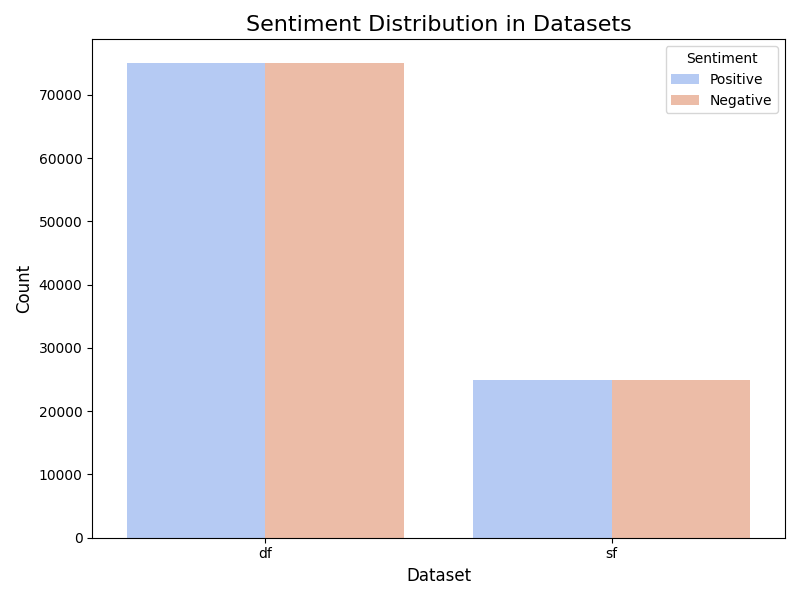 Sentiment Distribution in Datasets
Sentiment
Positive
Negative
70000
60000
50000
40000
30000
20000
10000
0
Count
df
sf
Dataset